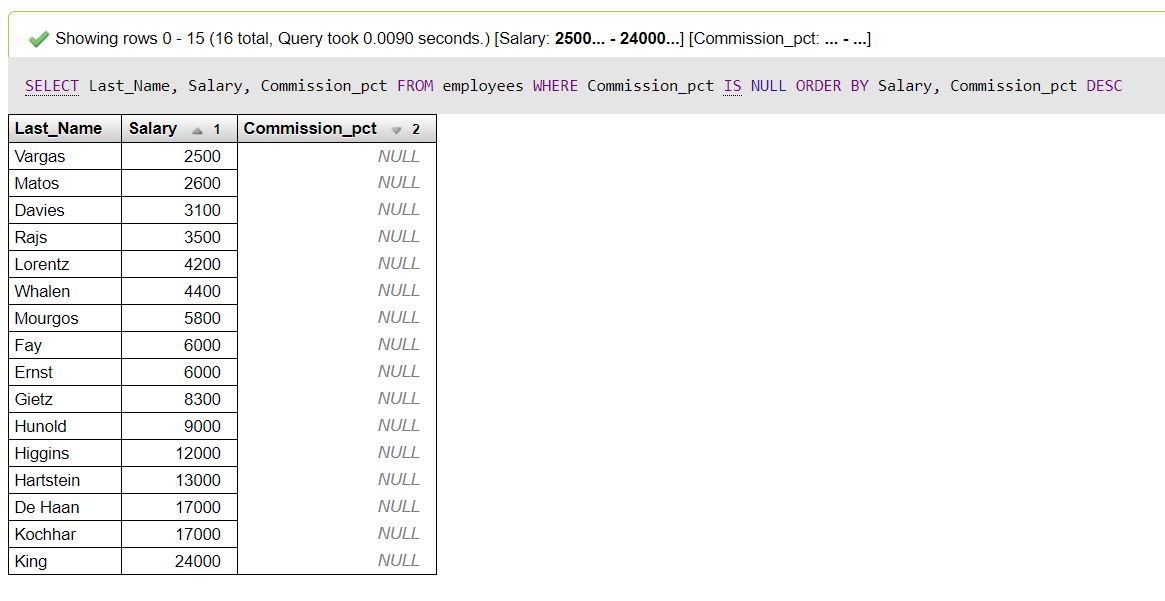 Showing rows 0 - 15 (16 total, Query took 0.0090 seconds.) [Salary: 2500... - 24000...] [Commission_pct: ... - ...]
SELECT Last_Name, Salary, Commission_pct FROM employees WHERE Commission_pct IS NULL ORDER BY Salary, Commission_pct DESC
Last_Name Salary 1 Commission_pct 2
Vargas 2500 NULL
Matos 2600 NULL
Davies 3100 NULL
Rajs 3500 NULL
Lorentz 4200 NULL
Whalen 4400 NULL
Mourgos 5800 NULL
Fay 6000 NULL
Ernst 6000 NULL
Gietz 8300 NULL
Hunold 9000 NULL
Higgins 12000 NULL
Hartstein 13000 NULL
De Haan 17000 NULL
Kochhar 17000 NULL
King 24000 NULL